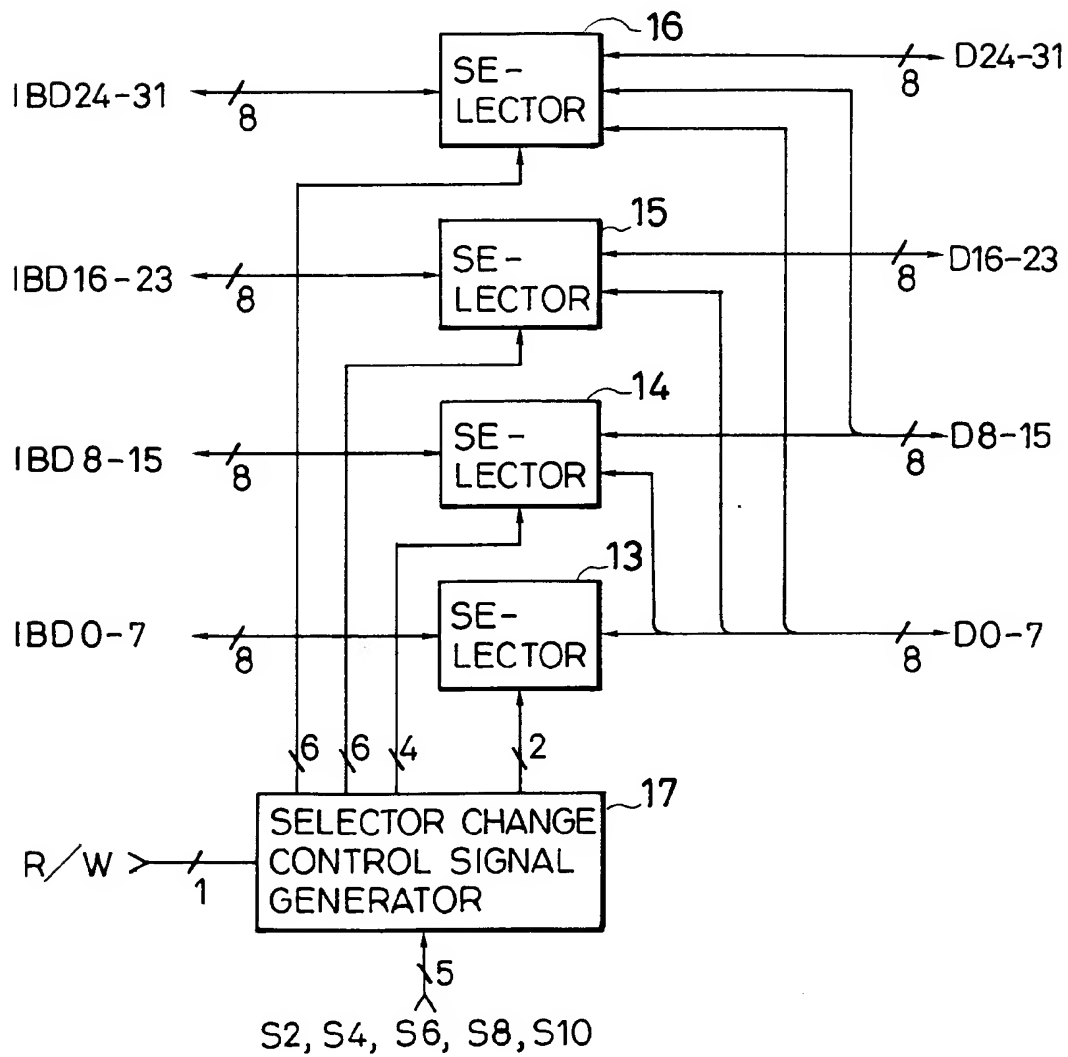 16
SE-
LECTOR
IBD24-31
8
D24-31
8
15
SE-
LECTOR
IBD16-23
8
D16-23
8
14
SE-
LECTOR
IBD8-15
8
D8-15
8
13
SE-
LECTOR
IBD0-7
8
D0-7
8
6
6
4
2
17
SELECTOR CHANGE
CONTROL SIGNAL
GENERATOR
R/W
1
5
S2, S4, S6, S8, S10